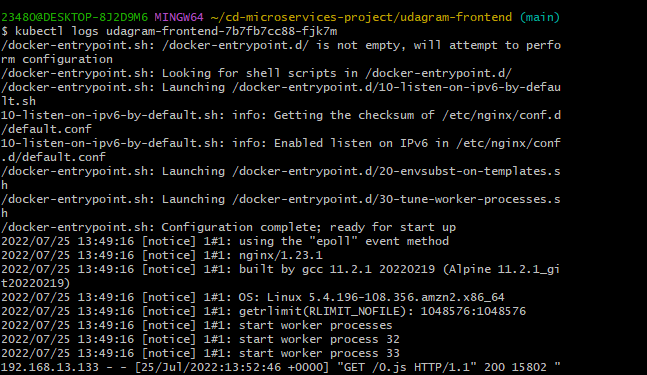 23480@DESKTOP-8J2D9M6 MINGW64 ~/cd-microservices-project/udagram-frontend (main)
$ kubectl logs udagram-frontend-7b7fb7cc88-fjk7m
/docker-entrypoint.sh: /docker-entrypoint.d/ is not empty, will attempt to perfo
rm configuration
/docker-entrypoint.sh: Looking for shell scripts in /docker-entrypoint.d/
/docker-entrypoint.sh: Launching /docker-entrypoint.d/10-listen-on-ipv6-by-defau
lt.sh
10-listen-on-ipv6-by-default.sh: info: Getting the checksum of /etc/nginx/conf.d
/default.conf
10-listen-on-ipv6-by-default.sh: info: Enabled listen on IPv6 in /etc/nginx/conf
.d/default.conf
/docker-entrypoint.sh: Launching /docker-entrypoint.d/20-envsubst-on-templates.s
h
/docker-entrypoint.sh: Launching /docker-entrypoint.d/30-tune-worker-processes.s
h
/docker-entrypoint.sh: Configuration complete; ready for start up
2022/07/25 13:49:16 [notice] 1#1: using the "epoll" event method
2022/07/25 13:49:16 [notice] 1#1: nginx/1.23.1
2022/07/25 13:49:16 [notice] 1#1: built by gcc 11.2.1 20220219 (Alpine 11.2.1_gi
t20220219)
2022/07/25 13:49:16 [notice] 1#1: OS: Linux 5.4.196-108.356.amzn2.x86_64
2022/07/25 13:49:16 [notice] 1#1: getrlimit(RLIMIT_NOFILE): 1048576:1048576
2022/07/25 13:49:16 [notice] 1#1: start worker processes
2022/07/25 13:49:16 [notice] 1#1: start worker process 32
2022/07/25 13:49:16 [notice] 1#1: start worker process 33
192.168.13.133 - - [25/Jul/2022:13:52:46 +0000] "GET /0.js HTTP/1.1" 200 15802 "